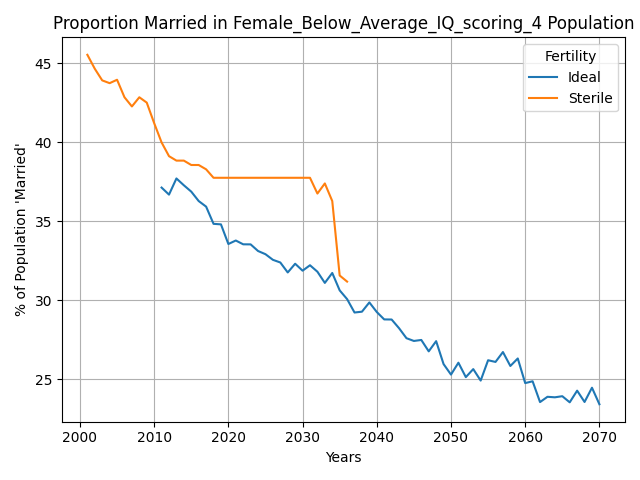 Proportion Married in Female_Below_Average_IQ_scoring_4 Population
Fertility
Ideal
Sterile
% of Population 'Married'
45
40
35
30
25
2000 2010 2020 2030 2040 2050 2060 2070
Years